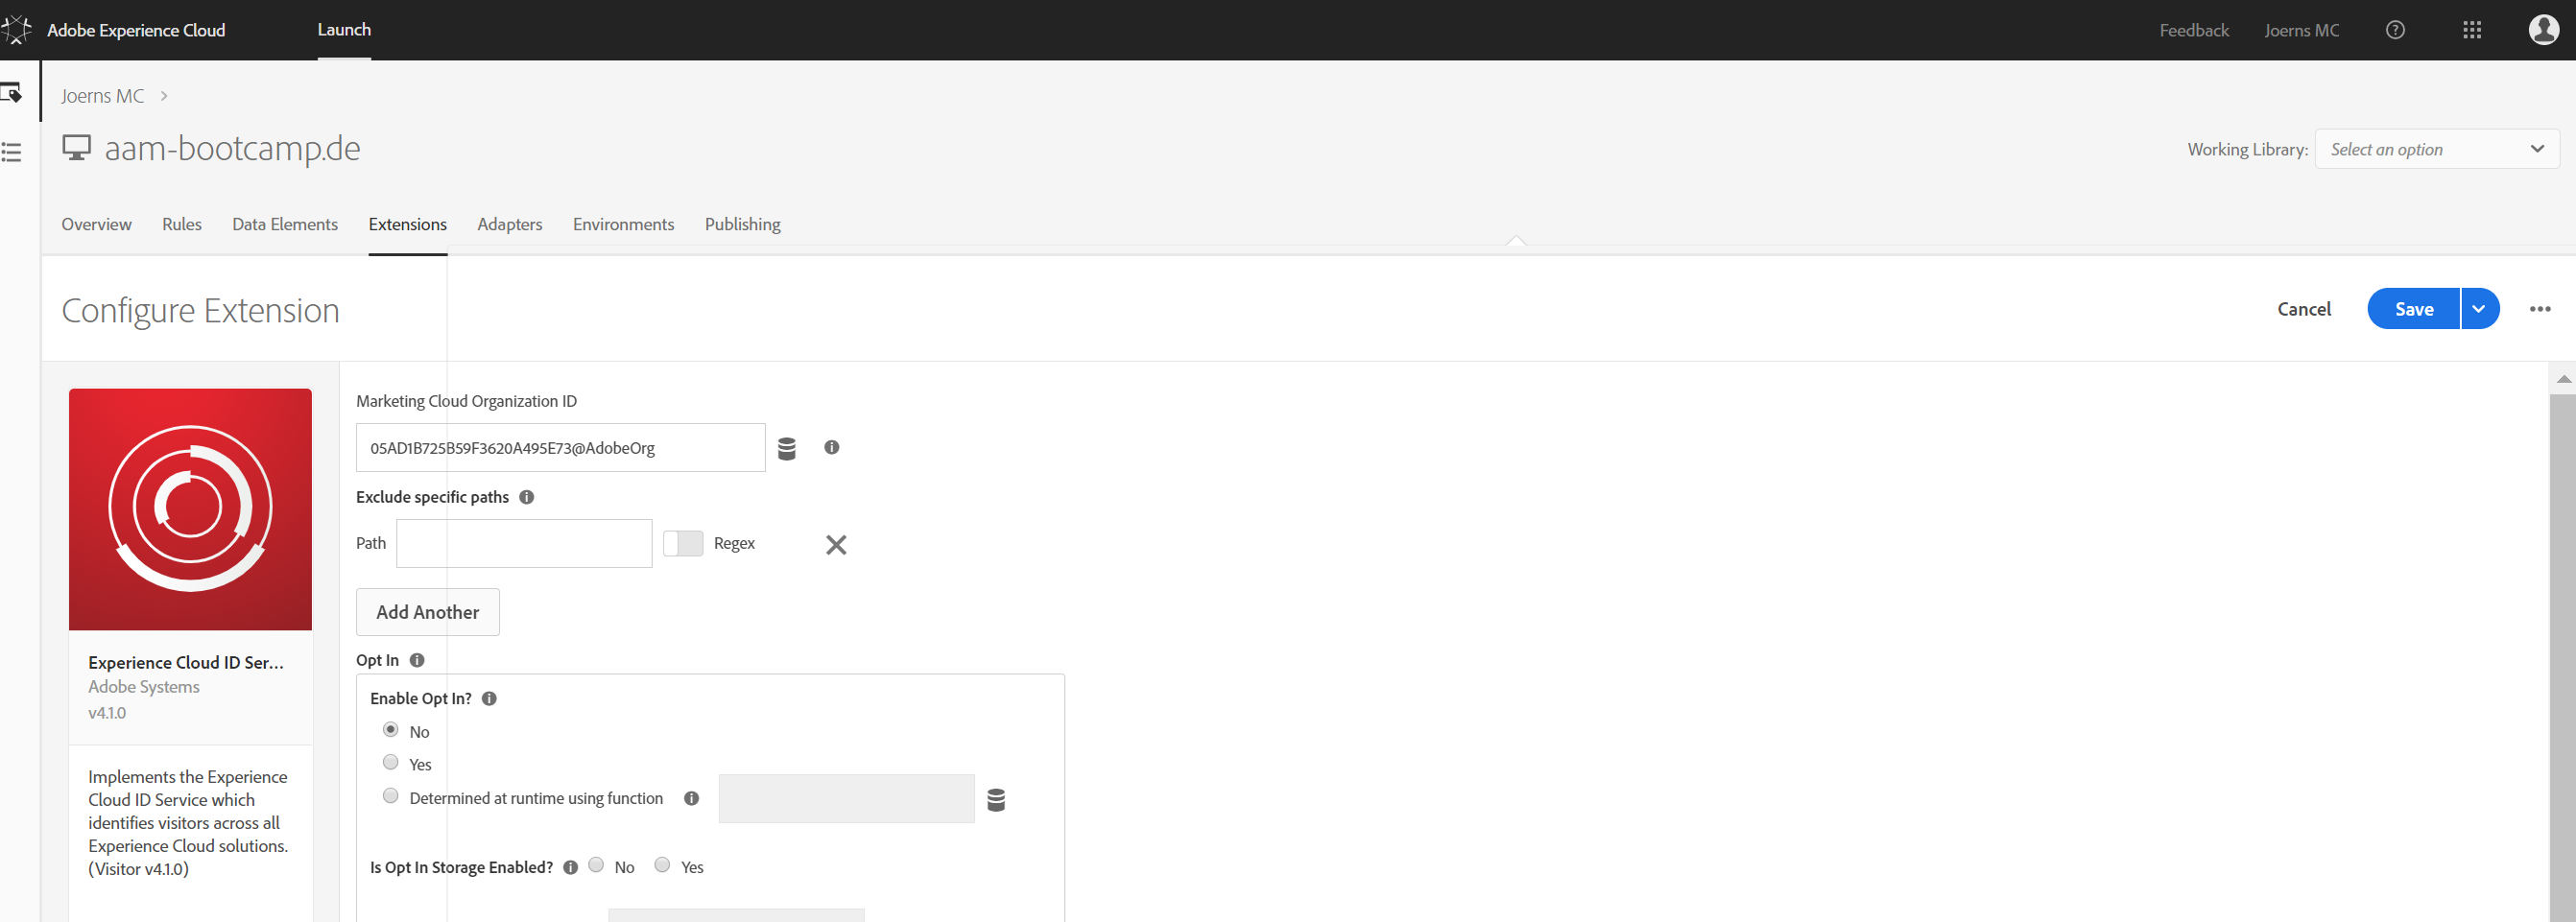 Adobe Experience Cloud Launch Feedback Joerns MC
Joerns MC
aam-bootcamp.de
Working Library: Select an option
Overview Rules Data Elements Extensions Adapters Environments Publishing
Configure Extension
Cancel Save
Experience Cloud ID Ser...
Adobe Systems
v4.1.0
Implements the Experience
Cloud ID Service which
identifies visitors across all
Experience Cloud solutions.
(Visitor v4.1.0)
Marketing Cloud Organization ID
05AD1B725B59F3620A495E73@AdobeOrg
Exclude specific paths
Path Regex
Add Another
Opt In
Enable Opt In?
No
Yes
Determined at runtime using function
Is Opt In Storage Enabled? No Yes